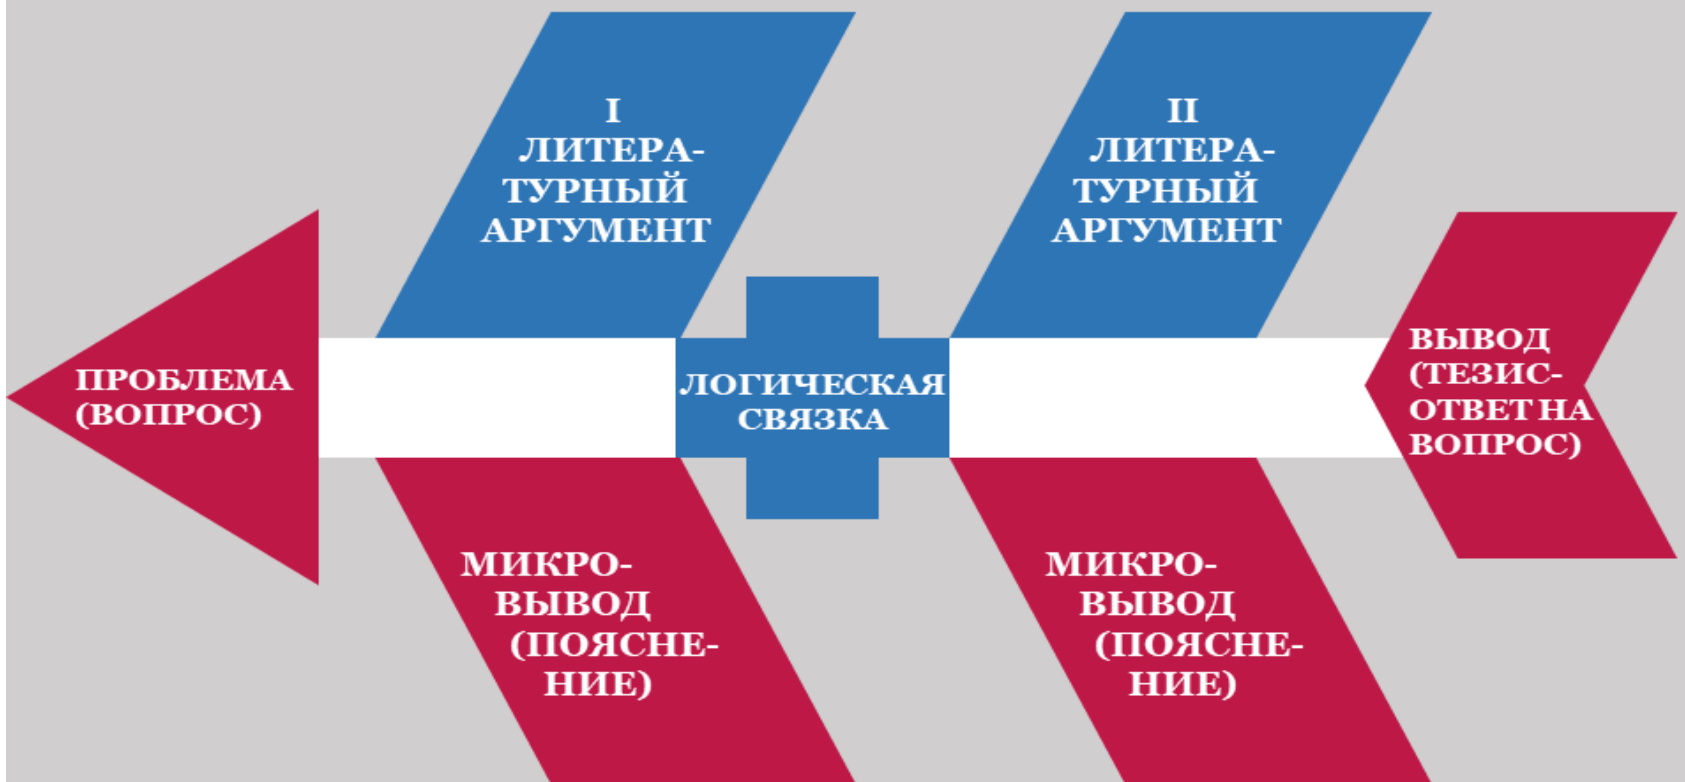 I
ЛИТЕРА-
ТУРНЫЙ
АРГУМЕНТ
II
ЛИТЕРА-
ТУРНЫЙ
АРГУМЕНТ
ПРОБЛЕМА
(ВОПРОС)
ЛОГИЧЕСКАЯ
СВЯЗКА
ВЫВОД
(ТЕЗИС-
ОТВЕТ НА
ВОПРОС)
МИКРО-
ВЫВОД
(ПОЯСНЕ-
НИЕ)
МИКРО-
ВЫВОД
(ПОЯСНЕ-
НИЕ)